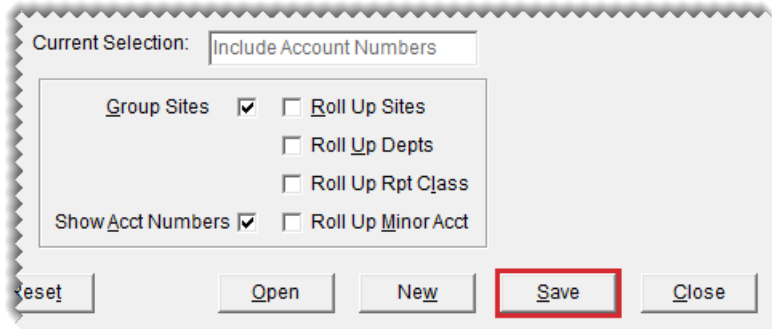 Current Selection: Include Account Numbers
Group Sites Roll Up Sites
Roll Up Depts
Roll Up Rpt Class
Show Acct Numbers Roll Up Minor Acct
Reset Open New Save Close